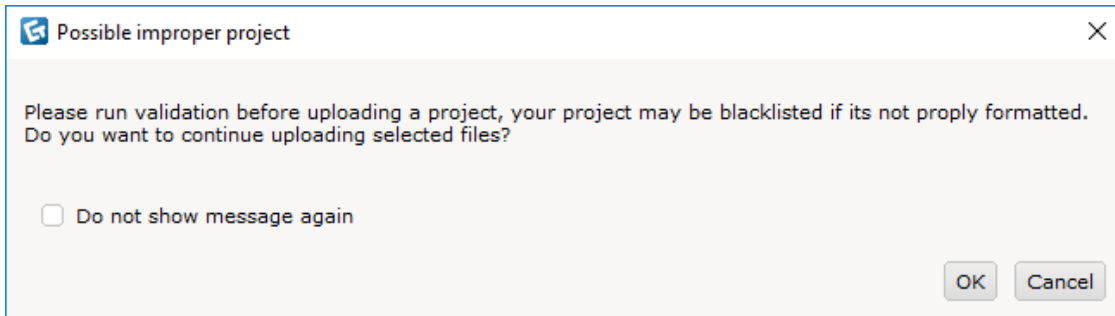 Possible improper project
Please run validation before uploading a project, your project may be blacklisted if its not proply formatted.
Do you want to continue uploading selected files?
Do not show message again
OK Cancel